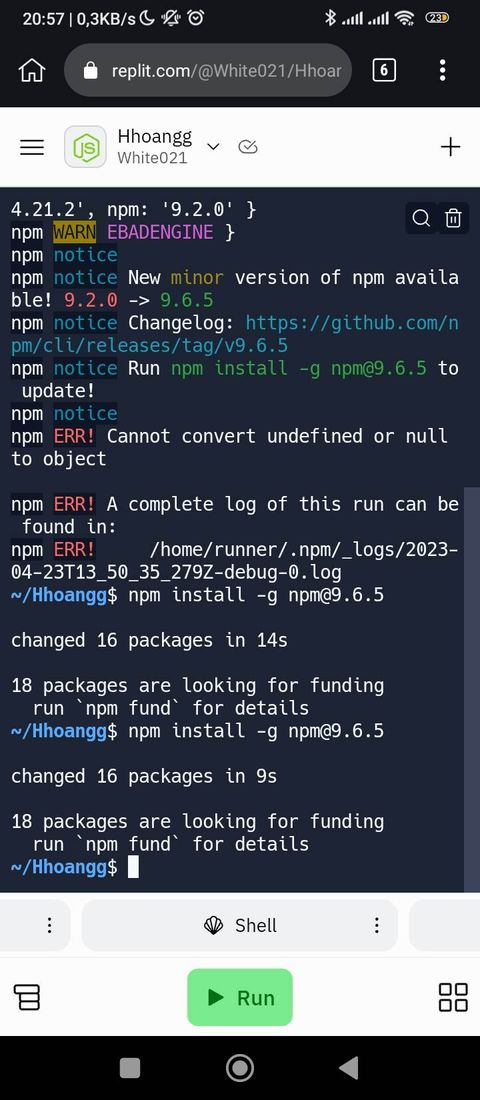 20:57 | 0,3KB/s
23
replit.com/@White021/Hhoar
6
Hhoangg
White021
4.21.2', npm: '9.2.0' }
npm WARN EBADENGINE }
npm notice
npm notice New minor version of npm availa
ble! 9.2.0 -> 9.6.5
npm notice Changelog: https://github.com/n
pm/cli/releases/tag/v9.6.5
npm notice Run npm install -g npm@9.6.5 to
 update!
npm notice
npm ERR! Cannot convert undefined or null
to object
npm ERR! A complete log of this run can be
 found in:
npm ERR!     /home/runner/.npm/_logs/2023-
04-23T13_50_35_279Z-debug-0.log
~/Hhoangg$ npm install -g npm@9.6.5
changed 16 packages in 14s
18 packages are looking for funding
  run `npm fund` for details
~/Hhoangg$ npm install -g npm@9.6.5
changed 16 packages in 9s
18 packages are looking for funding
  run `npm fund` for details
~/Hhoangg$
Shell
Run